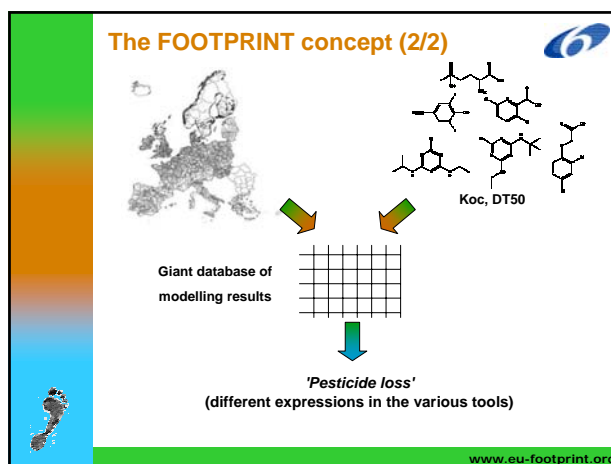 The FOOTPRINT concept (2/2)
6
Koc, DT50
Giant database of
modelling results
'Pesticide loss'
(different expressions in the various tools)
www.eu-footprint.org